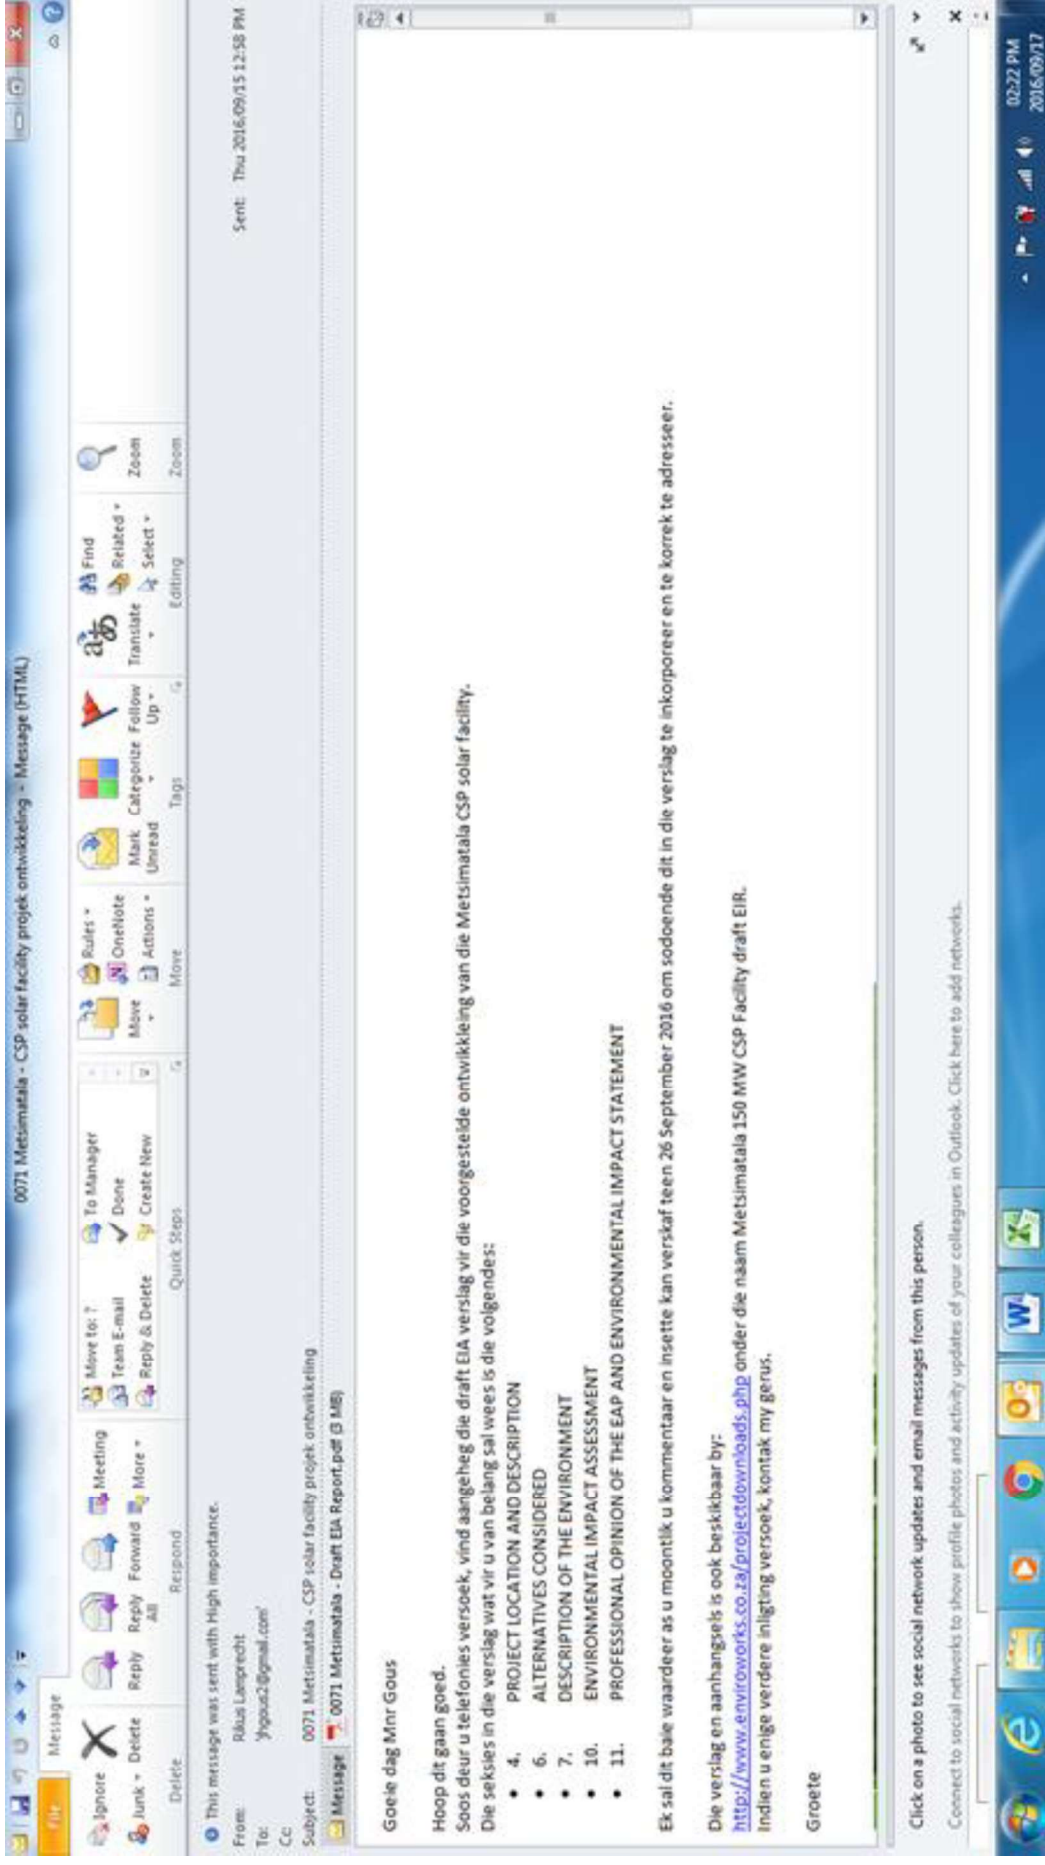 0071 Metsimatala - CSP solar facility projek ontwikkeling - Message (HTML)
File
Message
Ignore
Junk
Delete
Delete
Reply
Reply All
Forward
Meeting
More
Respond
Move to: ?
Team E-mail
Reply & Delete
To Manager
Done
Create New
Quick Steps
Move
Rules
OneNote
Actions
Move
Mark Unread
Categorize
Follow Up
Tags
Translate
Find
Related
Select
Editing
Zoom
Zoom
This message was sent with High importance.
From: Rikus Lamprecht
Sent: Thu 2016/09/15 12:58 PM
To: 'jhgous2@gmail.com'
Cc:
Subject: 0071 Metsimatala - CSP solar facility projek ontwikkeling
Message
0071 Metsimatala - Draft EIA Report.pdf (3 MB)
Goeie dag Mnr Gous
Hoop dit gaan goed.
Soos deur u telefonies versoek, vind aangeheg die draft EIA verslag vir die voorgestelde ontwikkleing van die Metsimatala CSP solar facility.
Die seksies in die verslag wat vir u van belang sal wees is die volgendes:
• 4. PROJECT LOCATION AND DESCRIPTION
• 6. ALTERNATIVES CONSIDERED
• 7. DESCRIPTION OF THE ENVIRONMENT
• 10. ENVIRONMENTAL IMPACT ASSESSMENT
• 11. PROFESSIONAL OPINION OF THE EAP AND ENVIRONMENTAL IMPACT STATEMENT
Ek sal dit baie waardeer as u moontlik u kommentaar en insette kan verskaf teen 26 September 2016 om sodoende dit in die verslag te inkorporeer en te korrek te adresseer.
Die verslag en aanhangsels is ook beskikbaar by:
http://www.enviroworks.co.za/projectdownloads.php onder die naam Metsimatala 150 MW CSP Facility draft EIR.
Indien u enige verdere inligting versoek, kontak my gerus.
Groete
Click on a photo to see social network updates and email messages from this person.
Connect to social networks to show profile photos and activity updates of your colleagues in Outlook. Click here to add networks.
02:22 PM
2016/09/17